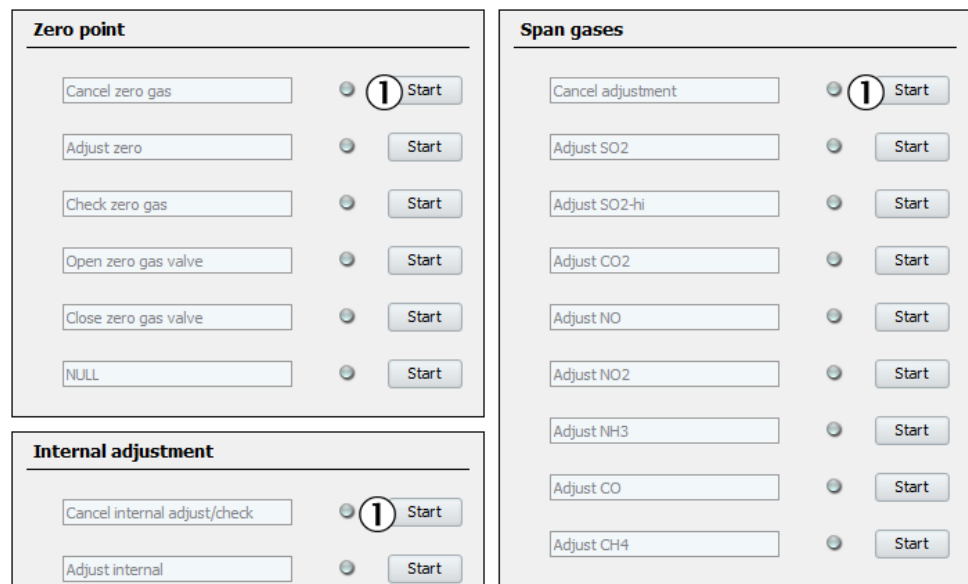 Zero point
Cancel zero gas ① Start
Adjust zero Start
Check zero gas Start
Open zero gas valve Start
Close zero gas valve Start
NULL Start
Internal adjustment
Cancel internal adjust/check ① Start
Adjust internal Start
Span gases
Cancel adjustment ① Start
Adjust SO2 Start
Adjust SO2-hi Start
Adjust CO2 Start
Adjust NO Start
Adjust NO2 Start
Adjust NH3 Start
Adjust CO Start
Adjust CH4 Start